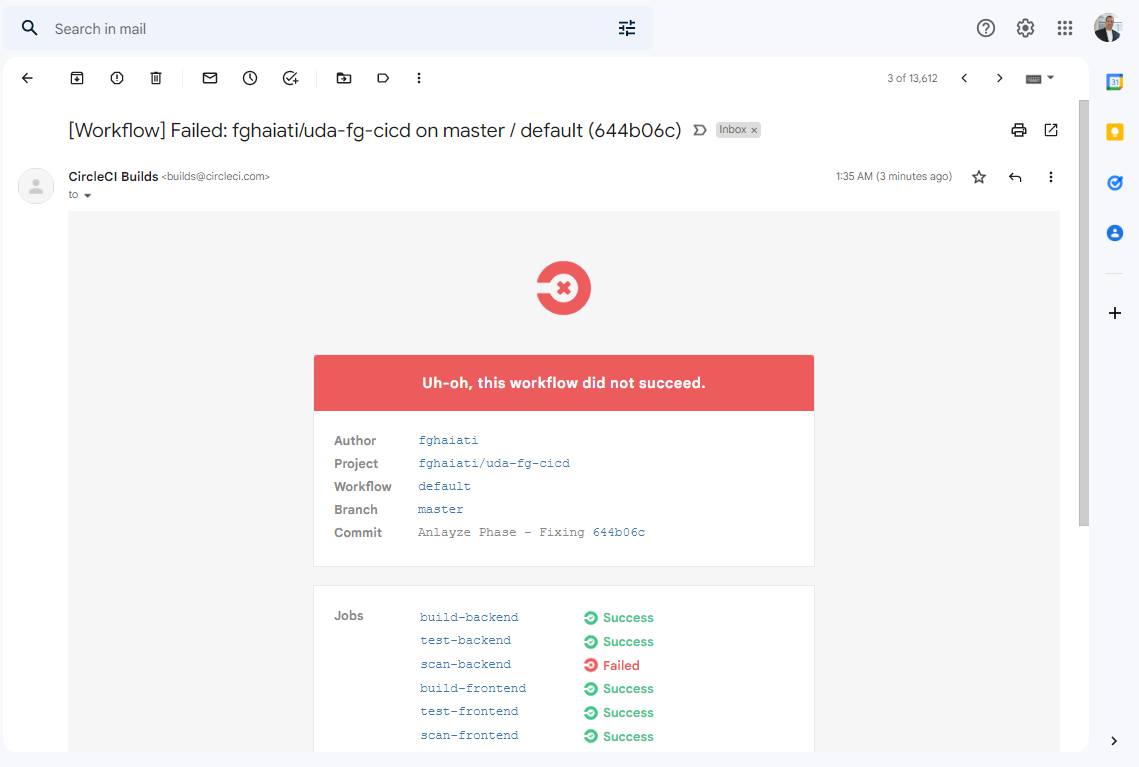 Search in mail
3 of 13,612
[Workflow] Failed: fghaiati/uda-fg-cicd on master / default (644b06c)
Inbox ×
CircleCI Builds <builds@circleci.com>
1:35 AM (3 minutes ago)
to
31
Uh-oh, this workflow did not succeed.
Author fghaiati
Project fghaiati/uda-fg-cicd
Workflow default
Branch master
Commit Anlayze Phase - Fixing 644b06c
Jobs build-backend Success
test-backend Success
scan-backend Failed
build-frontend Success
test-frontend Success
scan-frontend Success